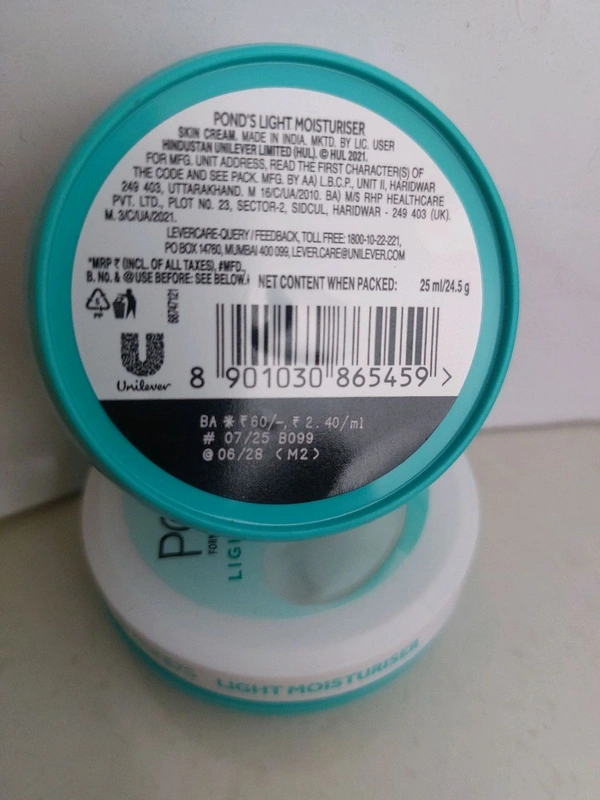 POND'S LIGHT MOISTURISER
SKIN CREAM. MADE IN INDIA. MKTD. BY LIC. USER
HINDUSTAN UNILEVER LIMITED (HUL). © HUL 2021.
FOR MFG. UNIT ADDRESS, READ THE FIRST CHARACTER(S) OF
THE CODE AND SEE PACK. MFG. BY AA) L.B.C.P., UNIT II, HARIDWAR
249 403, UTTARAKHAND. M 16/C/UA/2010. BA) M/S RHP HEALTHCARE
PVT. LTD., PLOT NO. 23, SECTOR-2, SIDCUL, HARIDWAR - 249 403 (UK).
M. 3/C/UA/2021.
LEVERCARE-QUERY / FEEDBACK, TOLL FREE: 1800-10-22-221,
PO BOX 14760, MUMBAI 400 099, LEVER.CARE@UNILEVER.COM
*MRP ₹ (INCL. OF ALL TAXES), #MFD.,
B. NO. & @ USE BEFORE: SEE BELOW. NET CONTENT WHEN PACKED: 25 ml/24.5 g
PP
68747121
Unilever
8 901030 865459 >
BA * ₹60/-, ₹2.40/ml
# 07/25 B099
@ 06/28 (M2)
Po
LIGI
LIGHT MOISTURISER